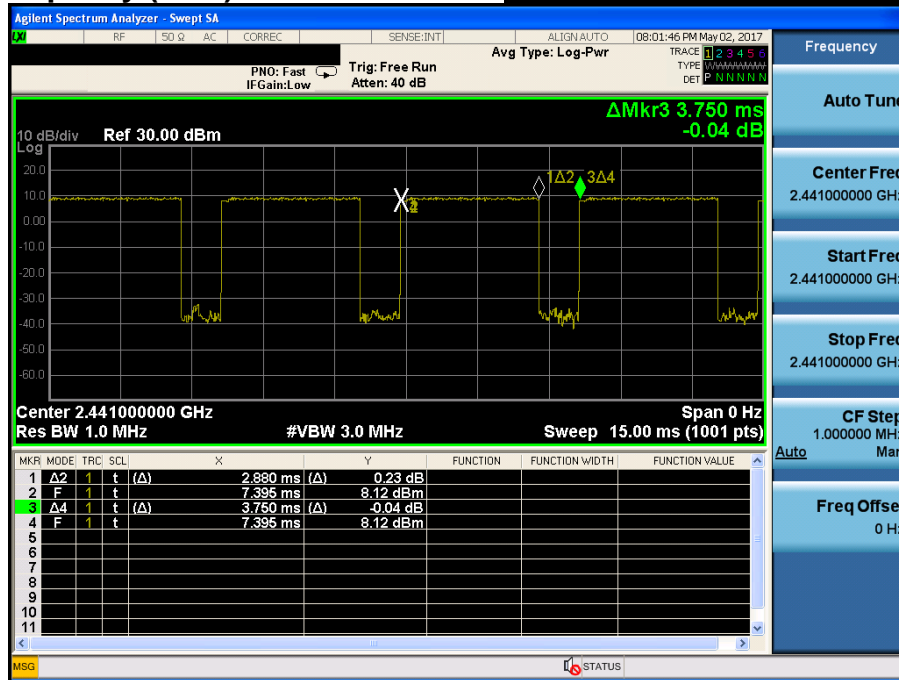 Agilent Spectrum Analyzer - Swept SA
LXI RF 50 Ω AC CORREC SENSE:INT ALIGN AUTO 08:01:46 PM May 02, 2017
Avg Type: Log-Pwr TRACE 1 2 3 4 5 6
PNO: Fast Trig: Free Run TYPE WWWWWW
IFGain:Low Atten: 40 dB DET P N N N N N
ΔMkr3 3.750 ms
10 dB/div Ref 30.00 dBm -0.04 dB
Log
20.0
10.0
0.00
-10.0
-20.0
-30.0
-40.0
-50.0
-60.0
X
1Δ2 3Δ4
Center 2.441000000 GHz Span 0 Hz
Res BW 1.0 MHz #VBW 3.0 MHz Sweep 15.00 ms (1001 pts)
MKR MODE TRC SCL X Y FUNCTION FUNCTION WIDTH FUNCTION VALUE
1 Δ2 1 t (Δ) 2.880 ms (Δ) 0.23 dB
2 F 1 t 7.395 ms 8.12 dBm
3 Δ4 1 t (Δ) 3.750 ms (Δ) -0.04 dB
4 F 1 t 7.395 ms 8.12 dBm
5
6
7
8
9
10
11
MSG STATUS
Frequency
Auto Tune
Center Freq
2.441000000 GHz
Start Freq
2.441000000 GHz
Stop Freq
2.441000000 GHz
CF Step
1.000000 MHz
Auto Man
Freq Offset
0 Hz